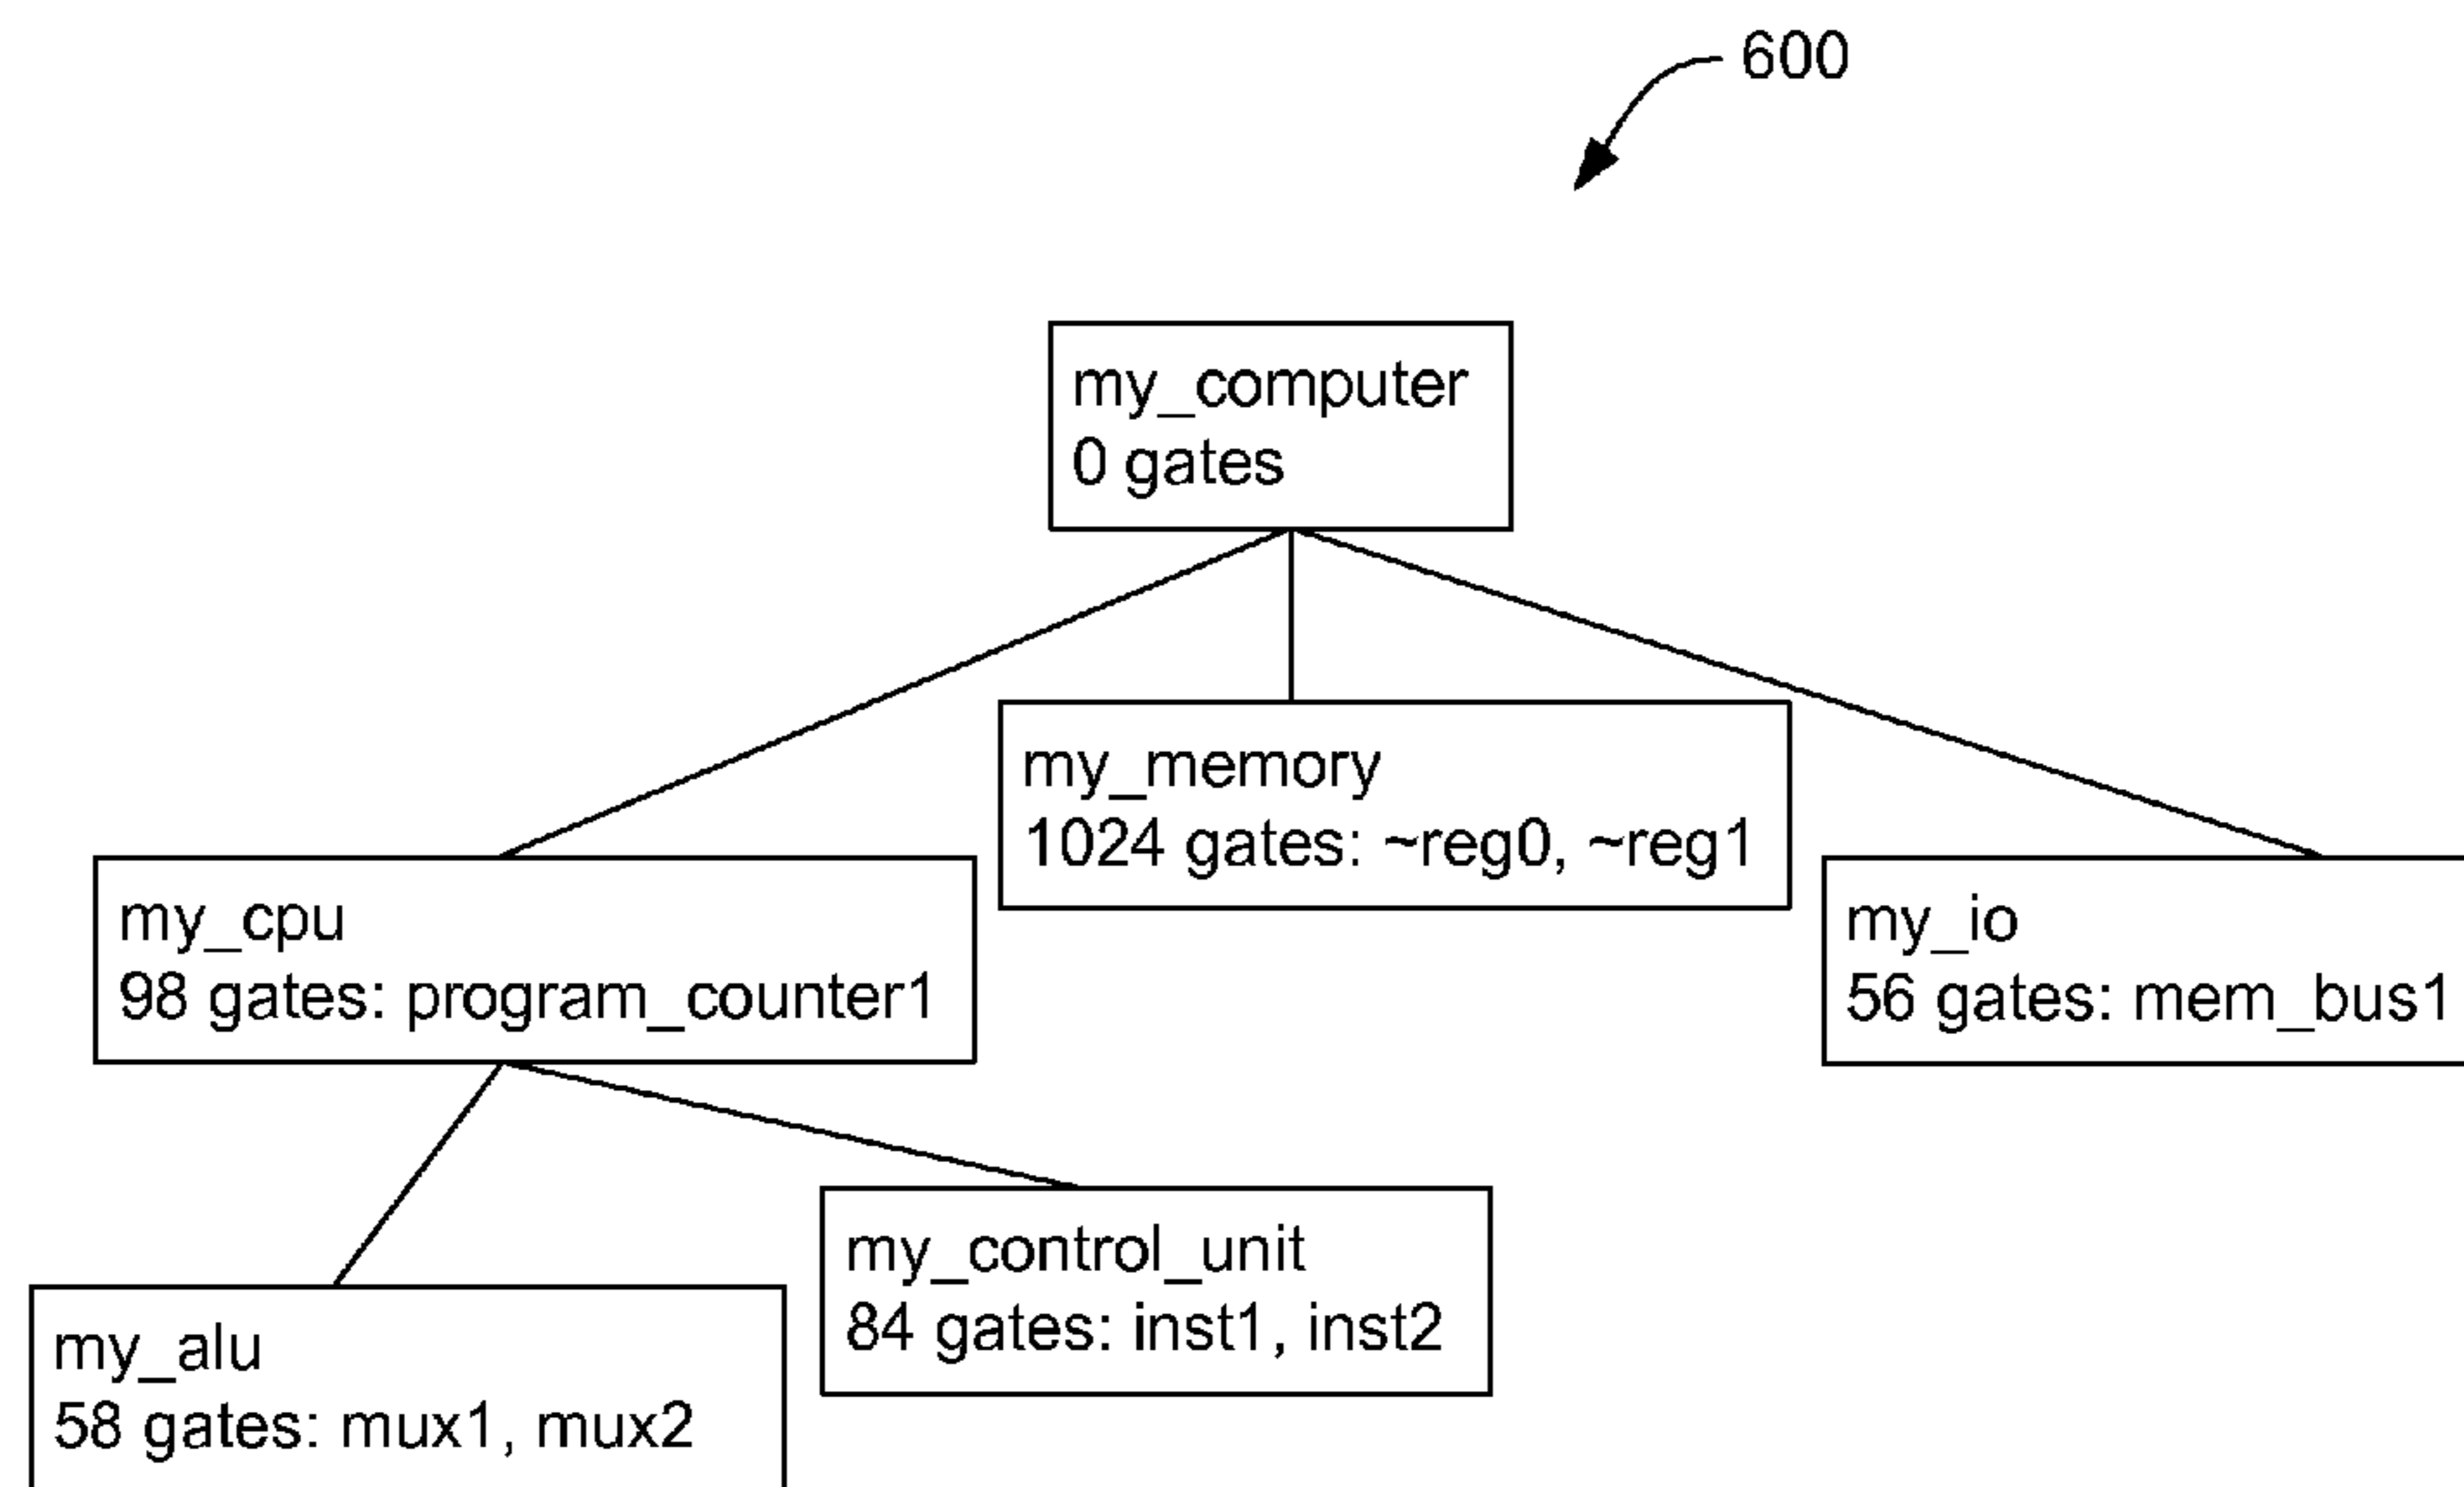 600
my_computer
0 gates
my_memory
1024 gates: ~reg0, ~reg1
my_cpu
98 gates: program_counter1
my_io
56 gates: mem_bus1
my_control_unit
84 gates: inst1, inst2
my_alu
58 gates: mux1, mux2